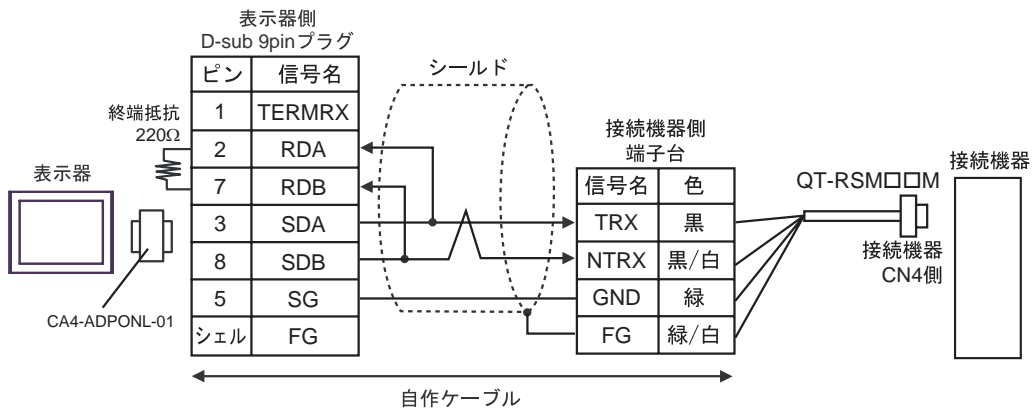 表示器側
D-sub 9pinプラグ
ピン 信号名
1 TERMRX
2 RDA
7 RDB
3 SDA
8 SDB
5 SG
シェル FG
終端抵抗
220Ω
表示器
CA4-ADPONL-01
シールド
接続機器側
端子台
信号名 色
TRX 黒
NTRX 黒/白
GND 緑
FG 緑/白
QT-RSM□□M
接続機器
CN4側
接続機器
自作ケーブル